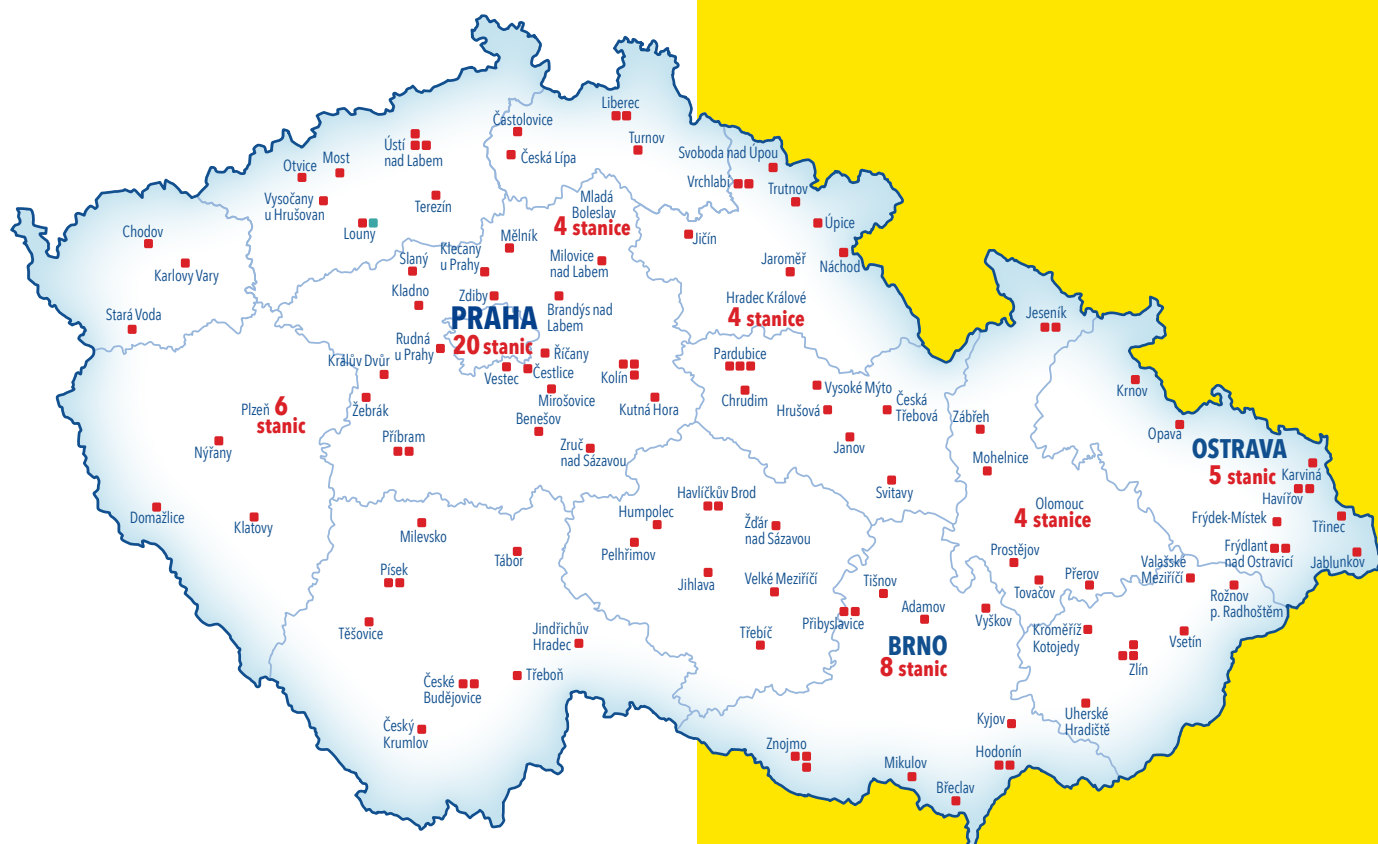 Liberec
Částolovice
Turnov
Ústí
nad Labem
Česká Lípa
Svoboda nad Úpou
Most
Otvice
Vrchlabí
Trutnov
Mladá
Boleslav
4 stanice
Vysočany
u Hrušovan
Terezín
Louny
Úpice
Chodov
Mělník
Jičín
Klecany
u Prahy
Slaný
Milovice
nad Labem
Jaroměř
Náchod
Karlovy Vary
Kladno
Zdiby
Hradec Králové
4 stanice
Brandýs nad
Labem
Stará Voda
PRAHA
20 stanic
Jeseník
Rudná
u Prahy
Říčany
Pardubice
Králův Dvůr
Vestec
Čestlice
Kolín
Krnov
Vysoké Mýto
Chrudim
Mirošovice
Kutná Hora
Hrušová
Česká
Třebová
Žebrák
Plzeň 6
stanic
Zábřeh
Benešov
Opava
Příbram
Janov
Nýřany
Zruč
nad Sázavou
OSTRAVA
5 stanic
Mohelnice
Karviná
Svitavy
Havlíčkův Brod
Havířov
Olomouc
4 stanice
Humpolec
Domažlice
Klatovy
Žďár
nad Sázavou
Frýdek-Místek
Třinec
Milevsko
Pelhřimov
Prostějov
Frýdlant
nad Ostravicí
Tábor
Jablunkov
Valašské
Meziříčí
Písek
Jihlava
Velké Meziříčí
Tišnov
Přerov
Tovačov
Rožnov
p. Radhoštěm
Adamov
Přibyslavice
Vyškov
Těšovice
Jindřichův
Hradec
Třebíč
Kroměříž
Kotojedy
Vsetín
BRNO
8 stanic
Zlín
Třeboň
České
Budějovice
Uherské
Hradiště
Kyjov
Český
Krumlov
Znojmo
Hodonín
Mikulov
Břeclav